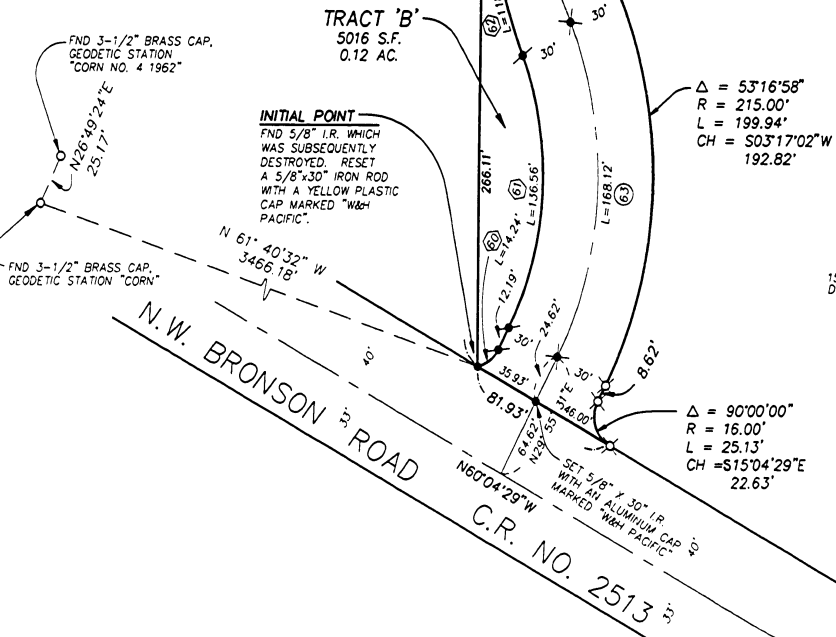 TRACT 'B'
5016 S.F.
0.12 AC.
FND 3-1/2" BRASS CAP,
GEODETIC STATION
"CORN NO. 4 1962"
N26°49'24"E
25.17'
INITIAL POINT
FND 5/8" I.R. WHICH
WAS SUBSEQUENTLY
DESTROYED. RESET
A 5/8"x30" IRON ROD
WITH A YELLOW PLASTIC
CAP MARKED "W&H
PACIFIC".
FND 3-1/2" BRASS CAP,
GEODETIC STATION "CORN"
N 61° 40'32" W
3466.18'
266.11'
62
30'
30'
61
L=136.56'
60
L=14.24'
12.19'
30'
L=168.12'
63
Δ = 53°16'58"
R = 215.00'
L = 199.94'
CH = S03°17'02"W
192.82'
24.62'
30'
8.62'
35.93'
81.93'
46.00'
64.62'
N29° 55' 31"E
Δ = 90°00'00"
R = 16.00'
L = 25.13'
CH =S15°04'29"E
22.63'
SET 5/8" X 30" I.R.
WITH AN ALUMINUM CAP
MARKED "W&H PACIFIC"
N60°04'29"W
40'
33'
40'
33'
N.W. BRONSON ROAD C.R. NO. 2513